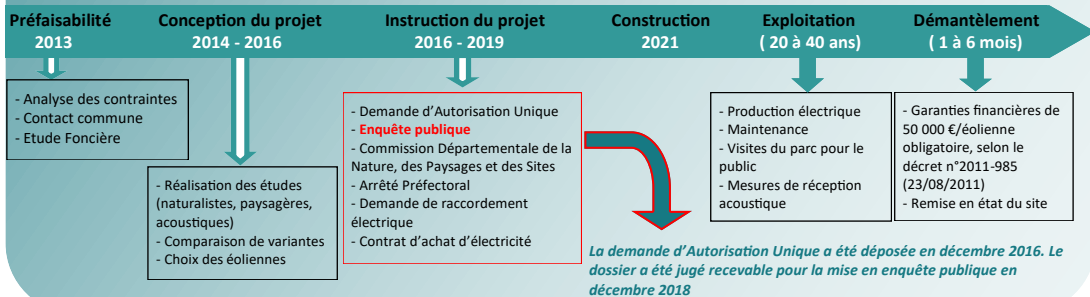 Préfaisabilité
2013
Conception du projet
2014 - 2016
Instruction du projet
2016 - 2019
Construction
2021
Exploitation
( 20 à 40 ans)
Démantèlement
( 1 à 6 mois)
- Analyse des contraintes
- Contact commune
- Etude Foncière
- Réalisation des études
(naturalistes, paysagères,
acoustiques)
- Comparaison de variantes
- Choix des éoliennes
- Demande d’Autorisation Unique
- Enquête publique
- Commission Départementale de la
Nature, des Paysages et des Sites
- Arrêté Préfectoral
- Demande de raccordement
électrique
- Contrat d’achat d’électricité
- Production électrique
- Maintenance
- Visites du parc pour le
public
- Mesures de réception
acoustique
- Garanties financières de
50 000 €/éolienne
obligatoire, selon le
décret n°2011-985
(23/08/2011)
- Remise en état du site
La demande d’Autorisation Unique a été déposée en décembre 2016. Le
dossier a été jugé recevable pour la mise en enquête publique en
décembre 2018